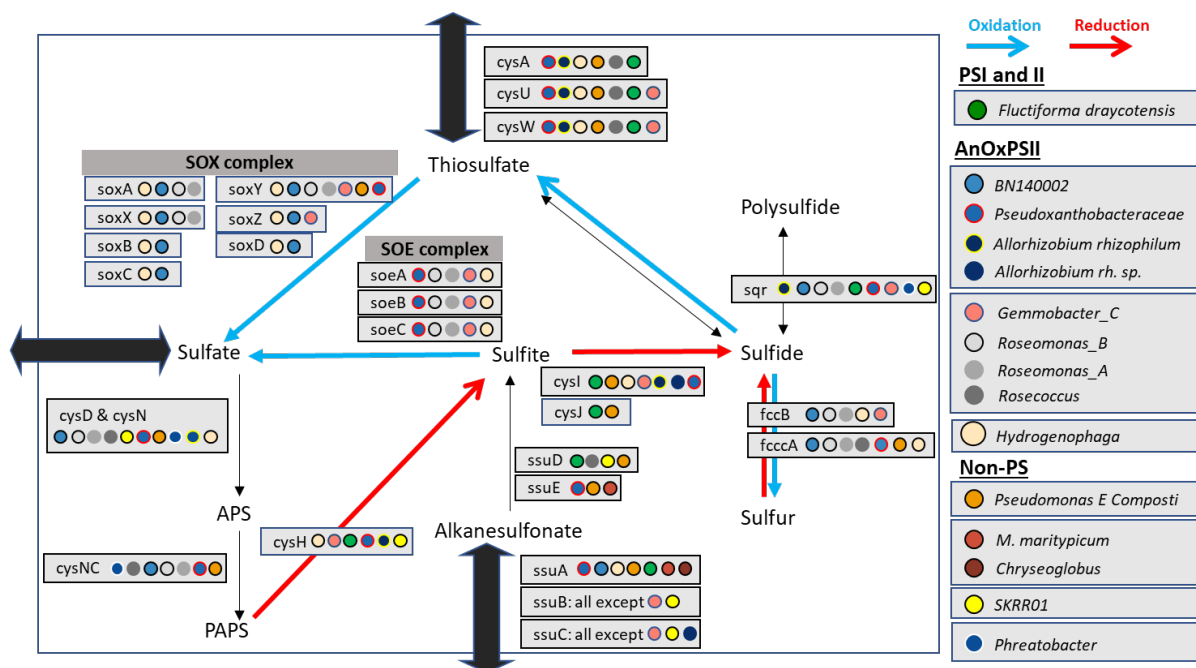 Oxidation
Reduction
PSI and II
Fluctiforma draycotensis
AnOxPSII
BN140002
Pseudoxanthobacteraceae
Allorhizobium rhizophilum
Allorhizobium rh. sp.
Gemmobacter_C
Roseomonas_B
Roseomonas_A
Rosecoccus
Hydrogenophaga
Non-PS
Pseudomonas E Composti
M. maritypicum
Chryseoglobus
SKRR01
Phreatobacter
cysA
cysU
cysW
Thiosulfate
SOX complex
soxA
soxY
soxX
soxZ
soxB
soxD
soxC
SOE complex
soeA
soeB
soeC
Polysulfide
sqr
Sulfate
Sulfite
Sulfide
cysI
cysJ
cysD & cysN
fccB
fcccA
ssuD
ssuE
APS
Alkanesulfonate
Sulfur
cysH
cysNC
PAPS
ssuA
ssuB: all except
ssuC: all except